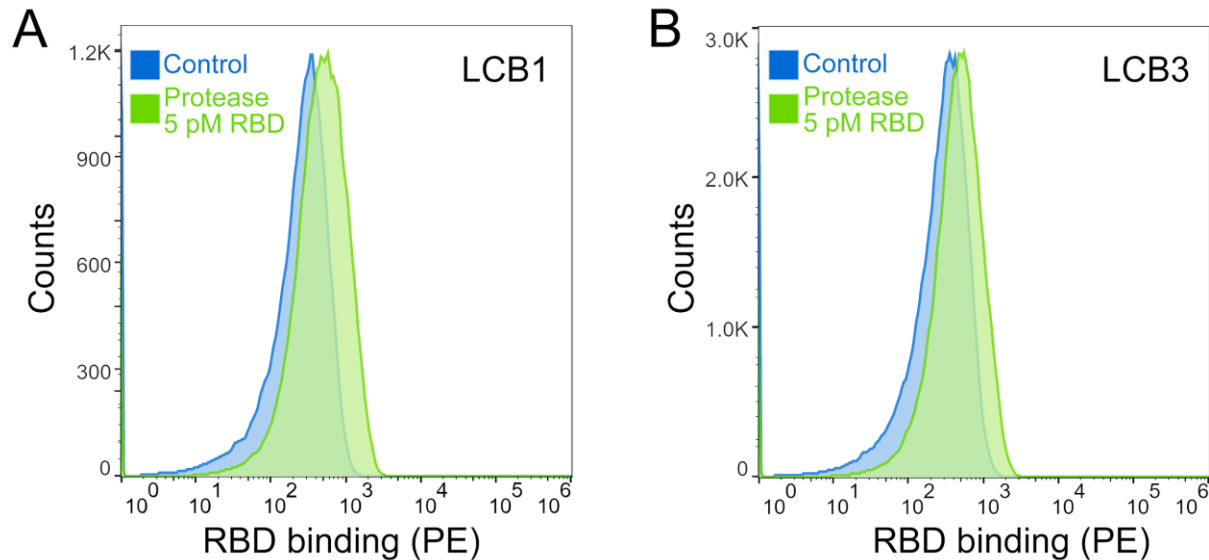 A
1.2K
Control
Protease
5 pM RBD
LCB1
900
600
300
0
Counts
10 0 10 1 10 2 10 3 10 4 10 5 10 6
RBD binding (PE)
B
3.0K
Control
Protease
5 pM RBD
LCB3
2.0K
1.0K
0
Counts
10 0 10 1 10 2 10 3 10 4 10 5 10 6
RBD binding (PE)